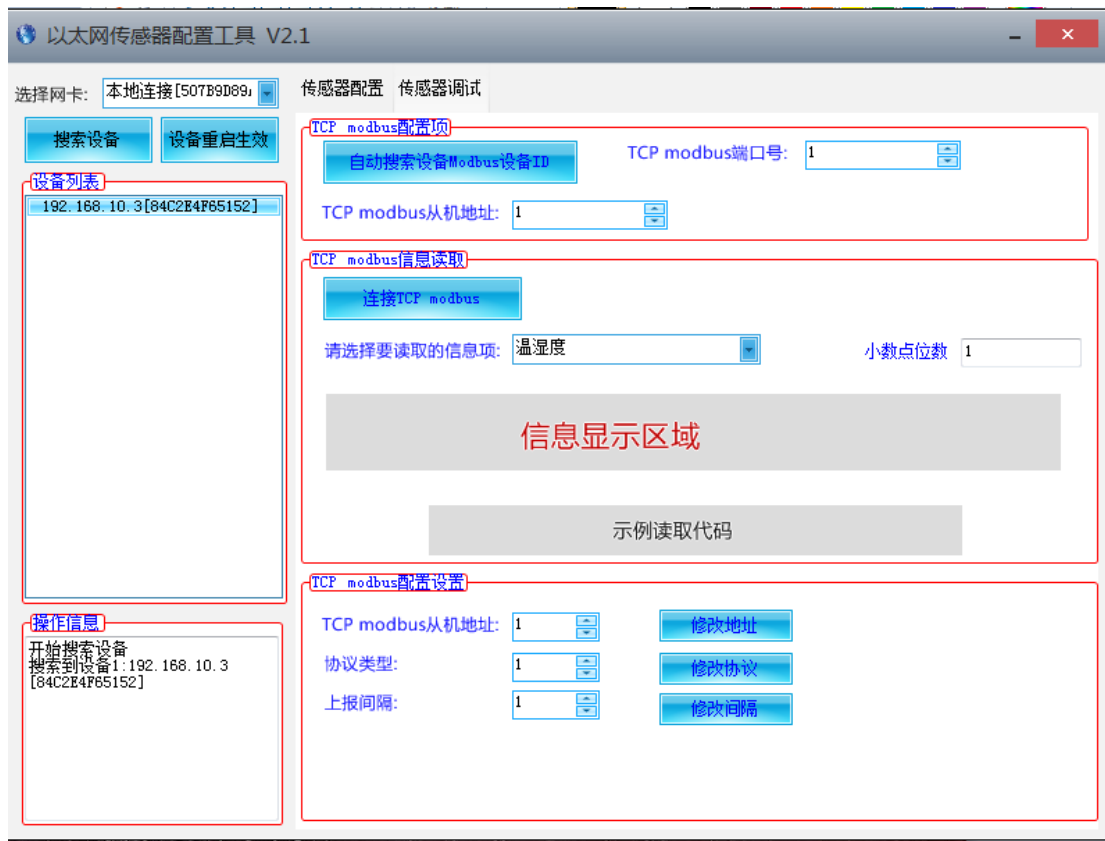 以太网传感器配置工具 V2.1
选择网卡: 本地连接[507B9D89
传感器配置 传感器调试
搜索设备 设备重启生效
设备列表
192.168.10.3[84C2E4F65152]
TCP modbus配置项
自动搜索设备Modbus设备ID
TCP modbus端口号: 1
TCP modbus从机地址: 1
TCP modbus信息读取
连接TCP modbus
请选择要读取的信息项: 温湿度
小数点位数 1
信息显示区域
示例读取代码
TCP modbus配置设置
TCP modbus从机地址: 1 修改地址
协议类型: 1 修改协议
上报间隔: 1 修改间隔
操作信息
开始搜索设备
搜索到设备1:192.168.10.3
[84C2E4F65152]